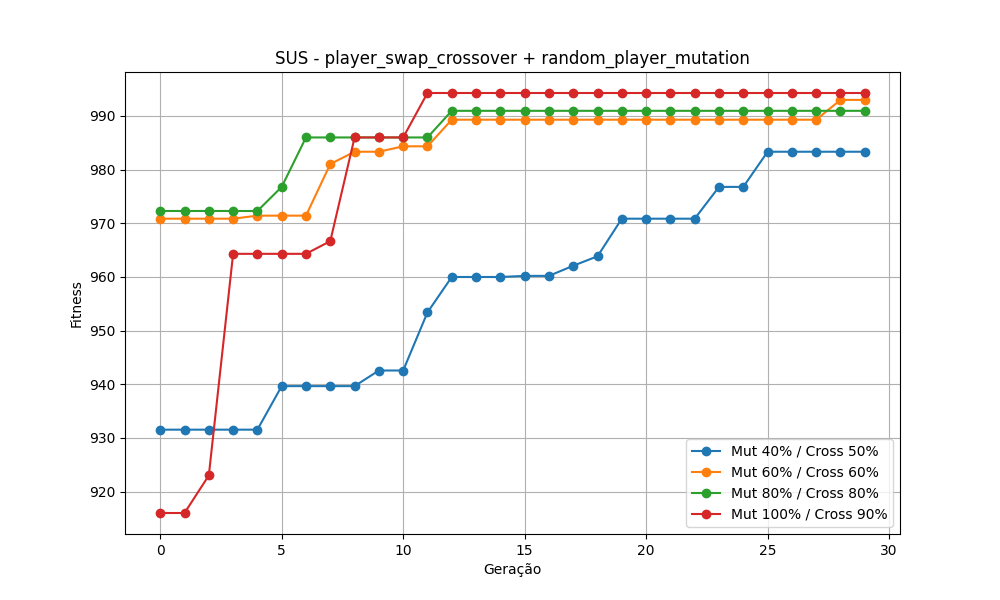 SUS - player_swap_crossover + random_player_mutation
Fitness
990
980
970
960
950
940
930
920
0 5 10 15 20 25 30
Geração
Mut 40% / Cross 50%
Mut 60% / Cross 60%
Mut 80% / Cross 80%
Mut 100% / Cross 90%